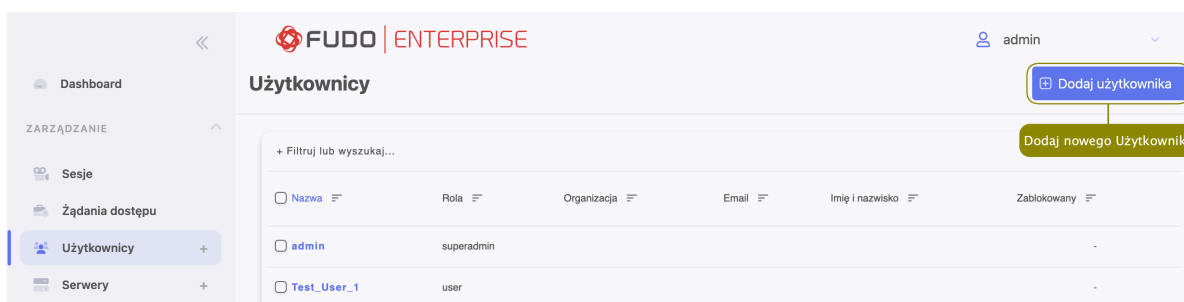 FUDO ENTERPRISE
admin
Dashboard
Użytkownicy
Dodaj użytkownika
ZARZĄDZANIE
Dodaj nowego Użytkownik
+ Filtruj lub wyszukaj...
Sesje
Nazwa Rola Organizacja Email Imię i nazwisko Zablokowany
Żądania dostępu
Użytkownicy +
admin superadmin -
Serwery +
Test_User_1 user -